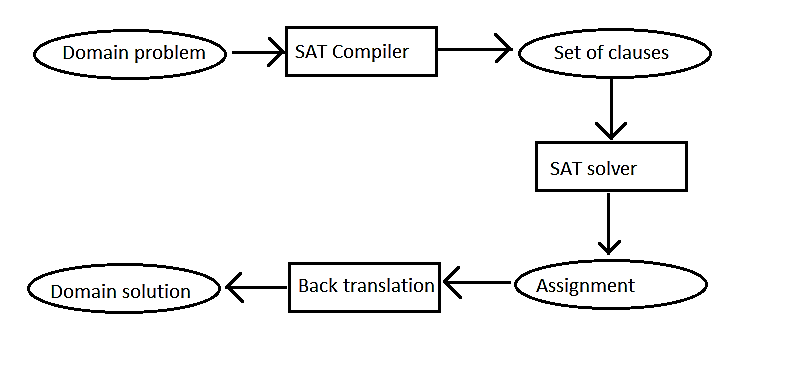 Domain problem
SAT Compiler
Set of clauses
SAT solver
Assignment
Back translation
Domain solution